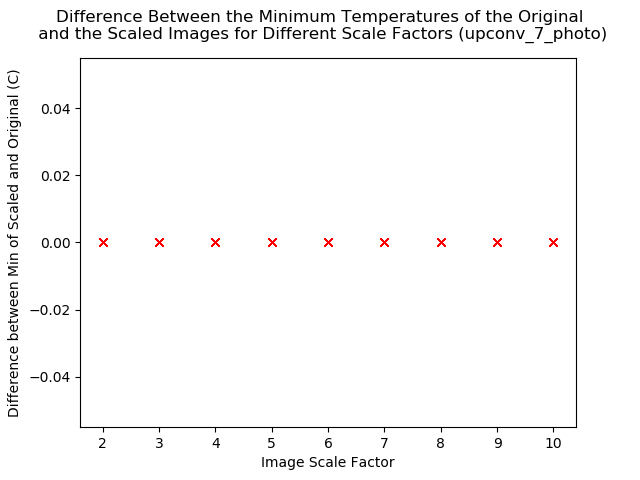 Difference Between the Minimum Temperatures of the Original
and the Scaled Images for Different Scale Factors (upconv_7_photo)
Difference between Min of Scaled and Original (C)
0.04
0.02
0.00
−0.02
−0.04
2 3 4 5 6 7 8 9 10
Image Scale Factor